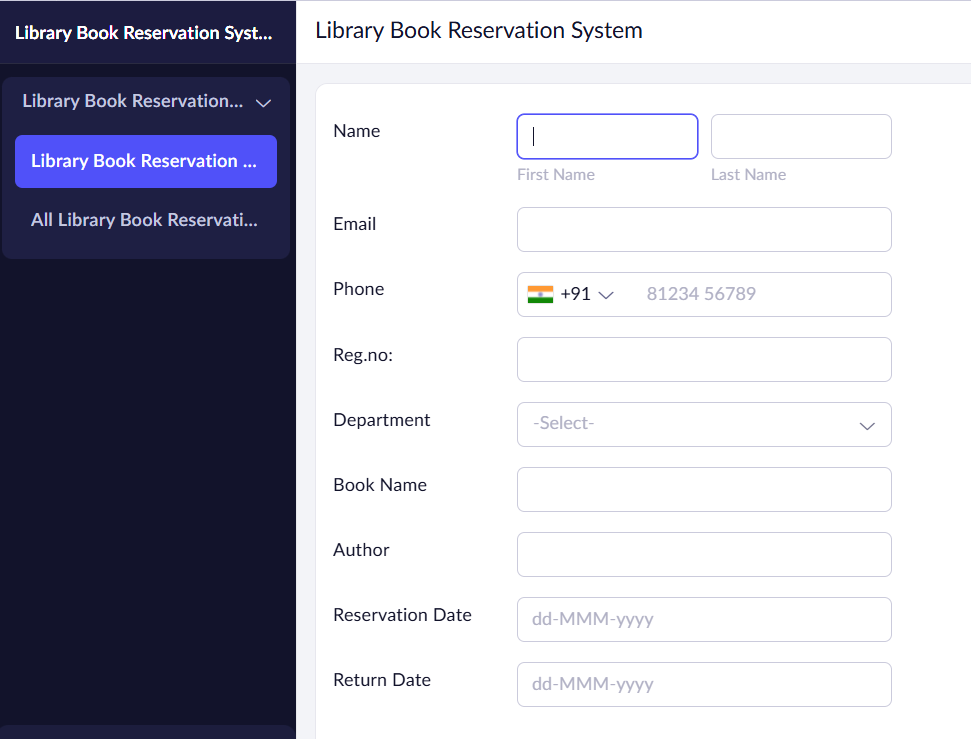 Library Book Reservation Syst...
Library Book Reservation...
Library Book Reservation ...
All Library Book Reservati...
Library Book Reservation System
Name
First Name
Last Name
Email
Phone
+91
81234 56789
Reg.no:
Department
-Select-
Book Name
Author
Reservation Date
dd-MMM-yyyy
Return Date
dd-MMM-yyyy